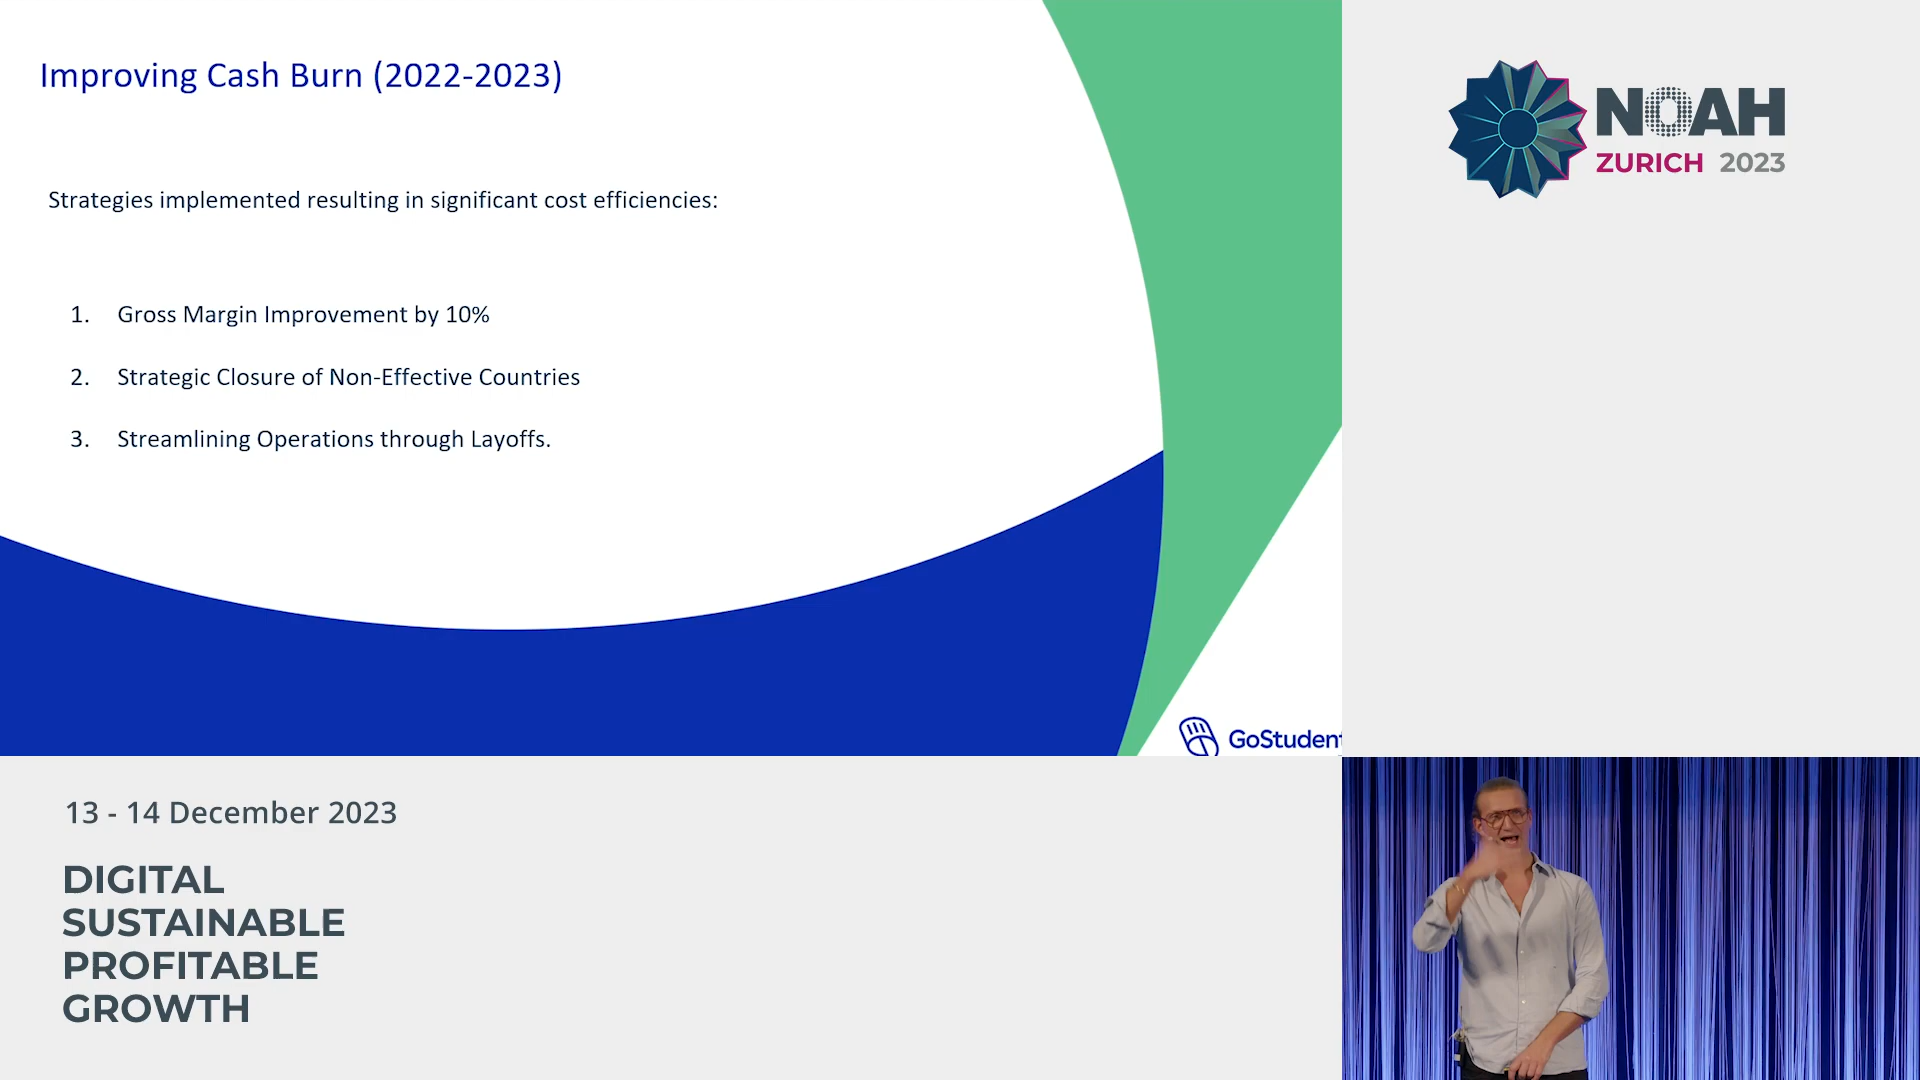 Improving Cash Burn (2022-2023)
Strategies implemented resulting in significant cost efficiencies:
1. Gross Margin Improvement by 10%
2. Strategic Closure of Non-Effective Countries
3. Streamlining Operations through Layoffs.
GoStudent
NOAH
ZURICH 2023
13 - 14 December 2023
DIGITAL
SUSTAINABLE
PROFITABLE
GROWTH